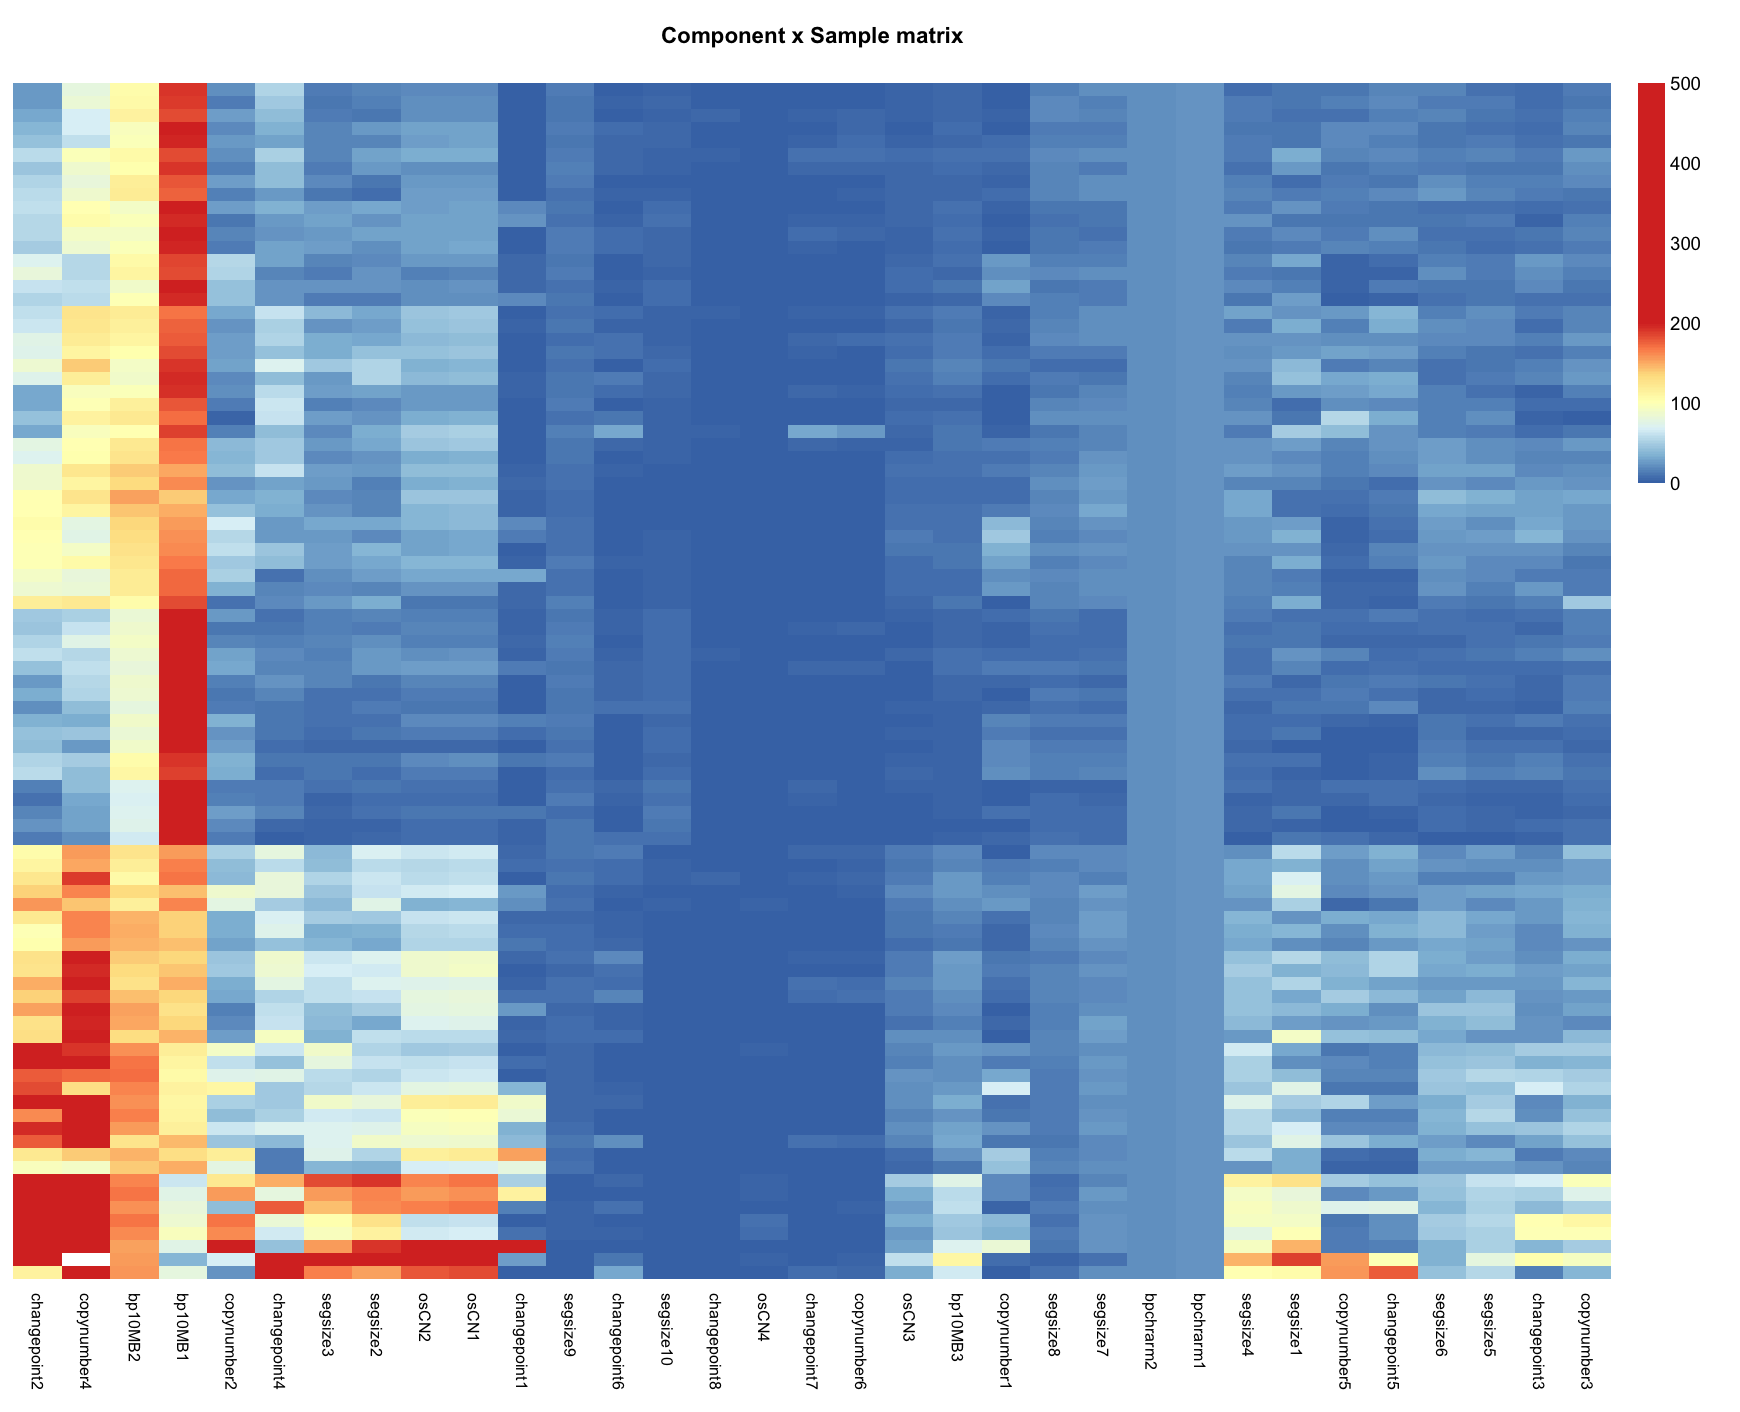 Component x Sample matrix
500
400
300
200
100
0
changepoint2
copynumber4
bp10MB2
bp10MB1
copynumber2
changepoint4
segsize3
segsize2
osCN2
osCN1
changepoint1
segsize9
changepoint6
segsize10
changepoint8
osCN4
changepoint7
copynumber6
osCN3
bp10MB3
copynumber1
segsize8
segsize7
bpchrarm2
bpchrarm1
segsize4
segsize1
copynumber5
changepoint5
segsize6
segsize5
changepoint3
copynumber3